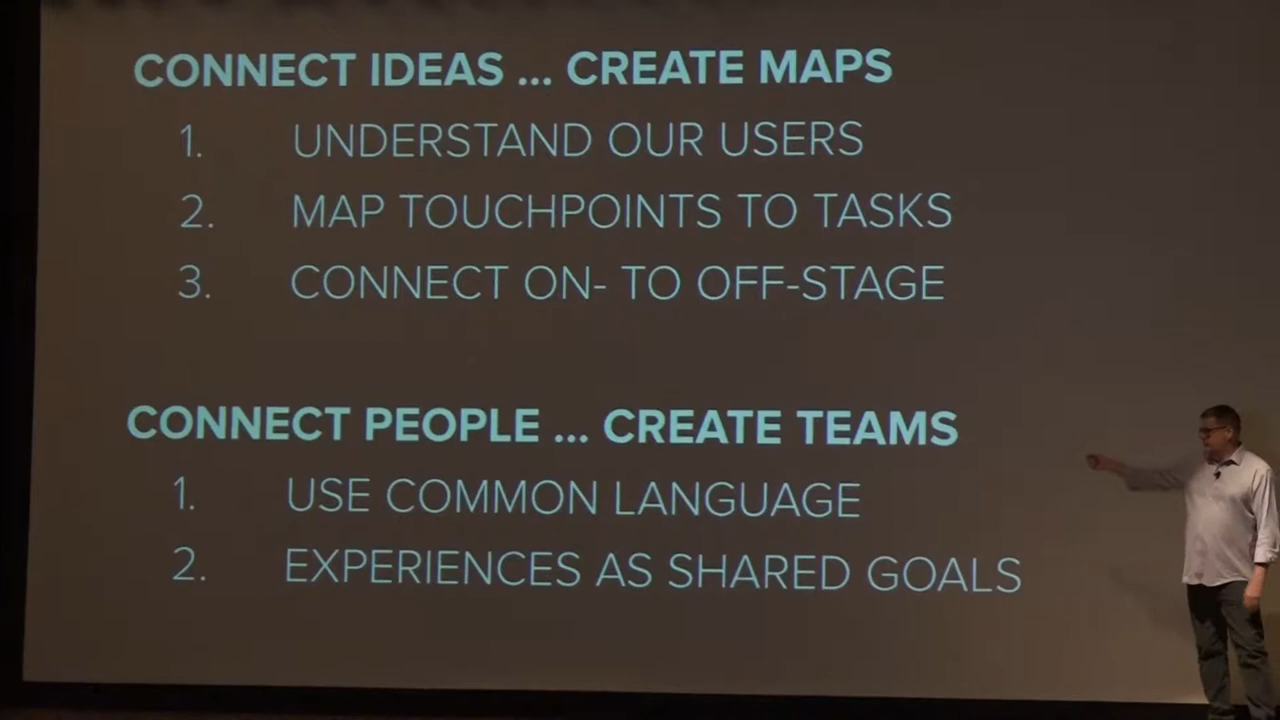 CONNECT IDEAS ... CREATE MAPS
1. UNDERSTAND OUR USERS
2. MAP TOUCHPOINTS TO TASKS
3. CONNECT ON- TO OFF-STAGE
CONNECT PEOPLE ... CREATE TEAMS
1. USE COMMON LANGUAGE
2. EXPERIENCES AS SHARED GOALS